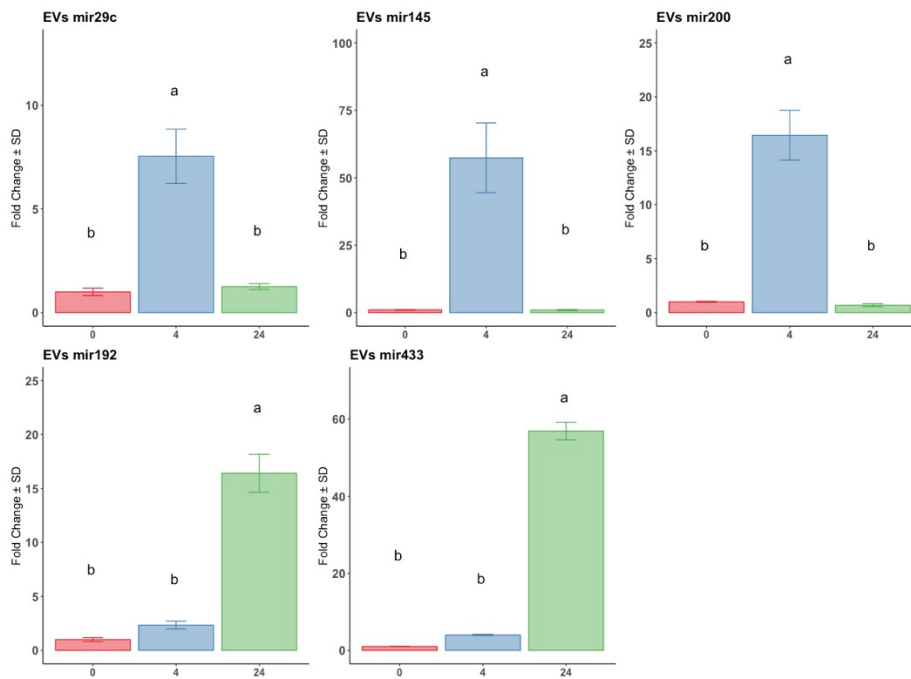 EVs mir29c
Fold Change ± SD
10
5
0
a
b
b
0 4 24
EVs mir145
Fold Change ± SD
100
75
50
25
0
a
b
b
0 4 24
EVs mir200
Fold Change ± SD
25
20
15
10
5
0
a
b
b
0 4 24
EVs mir192
Fold Change ± SD
25
20
15
10
5
0
a
b
b
0 4 24
EVs mir433
Fold Change ± SD
60
40
20
0
a
b
b
0 4 24